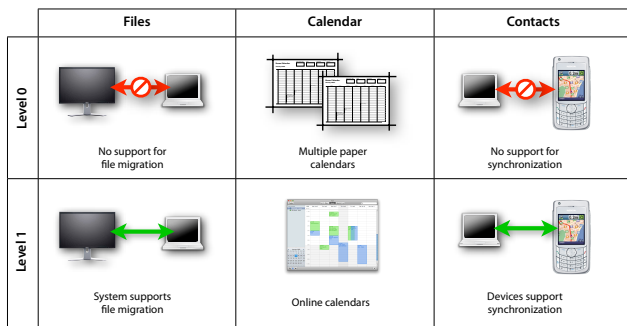 Files
Calendar
Contacts
Level 0
No support for
file migration
Multiple paper
calendars
No support for
synchronization
Level 1
System supports
file migration
Online calendars
Devices support
synchronization